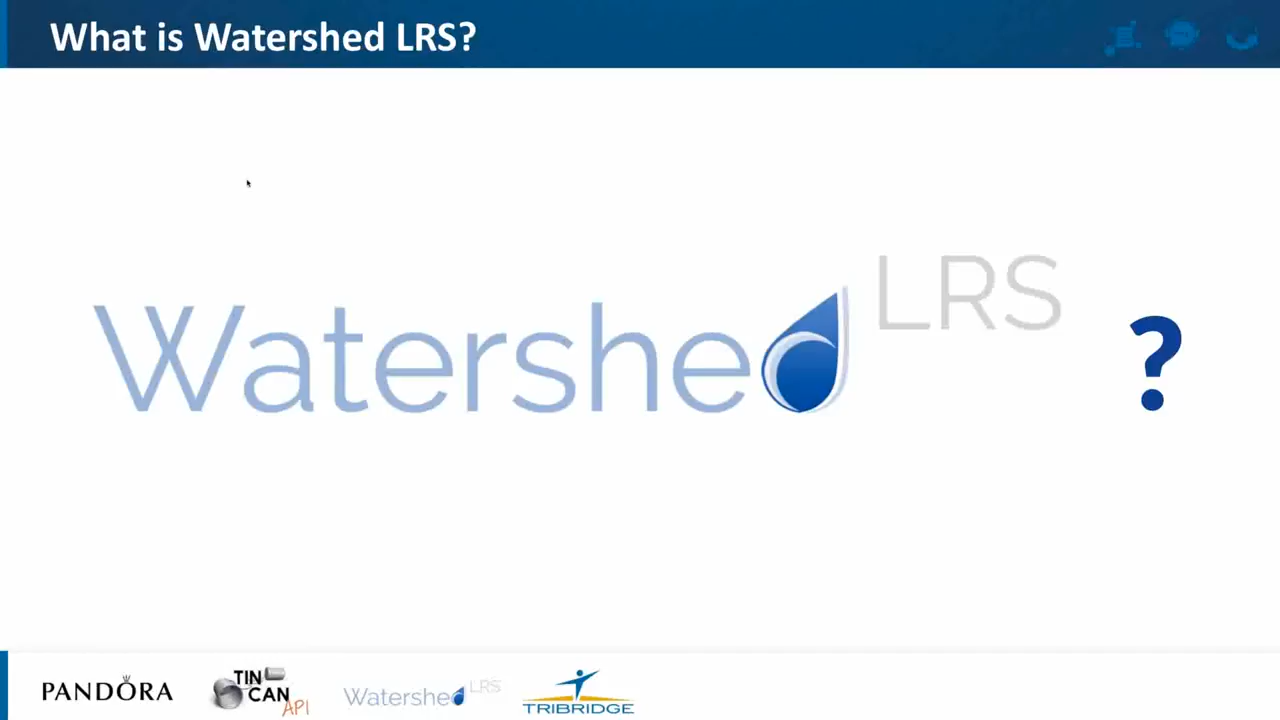 What is Watershed LRS?
Watershed LRS ?
PANDORA
TIN CAN API
Watershed LRS
TRIBRIDGE